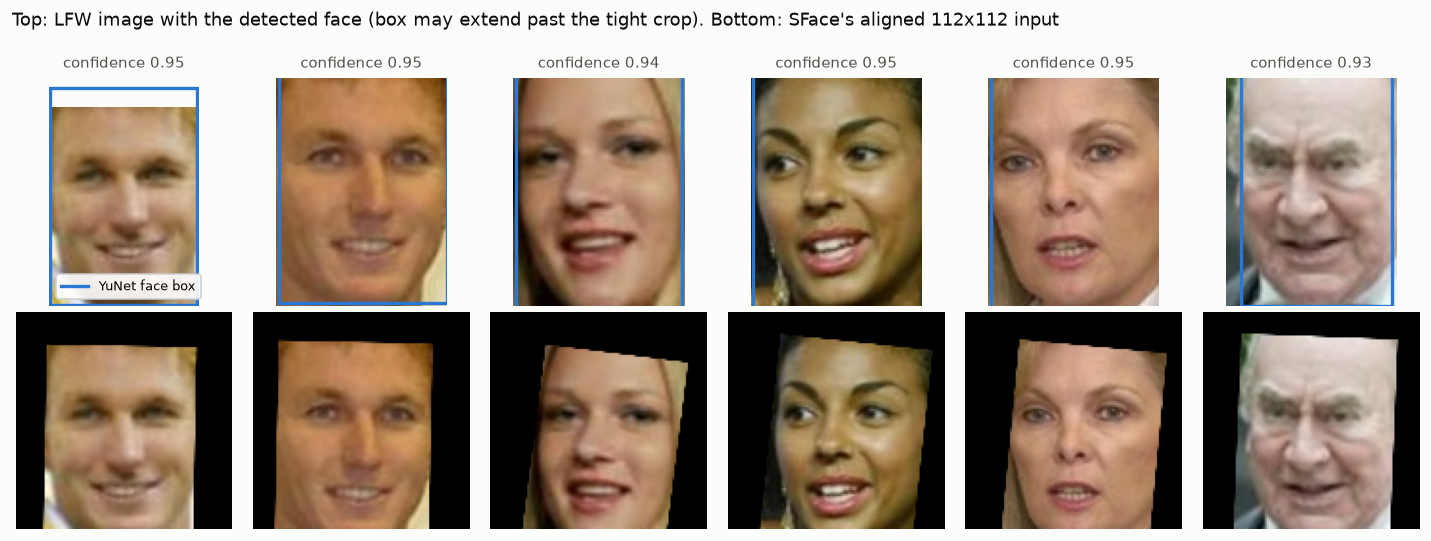 Top: LFW image with the detected face (box may extend past the tight crop). Bottom: SFace's aligned 112x112 input
confidence 0.95
confidence 0.95
confidence 0.94
confidence 0.95
confidence 0.95
confidence 0.93
YuNet face box